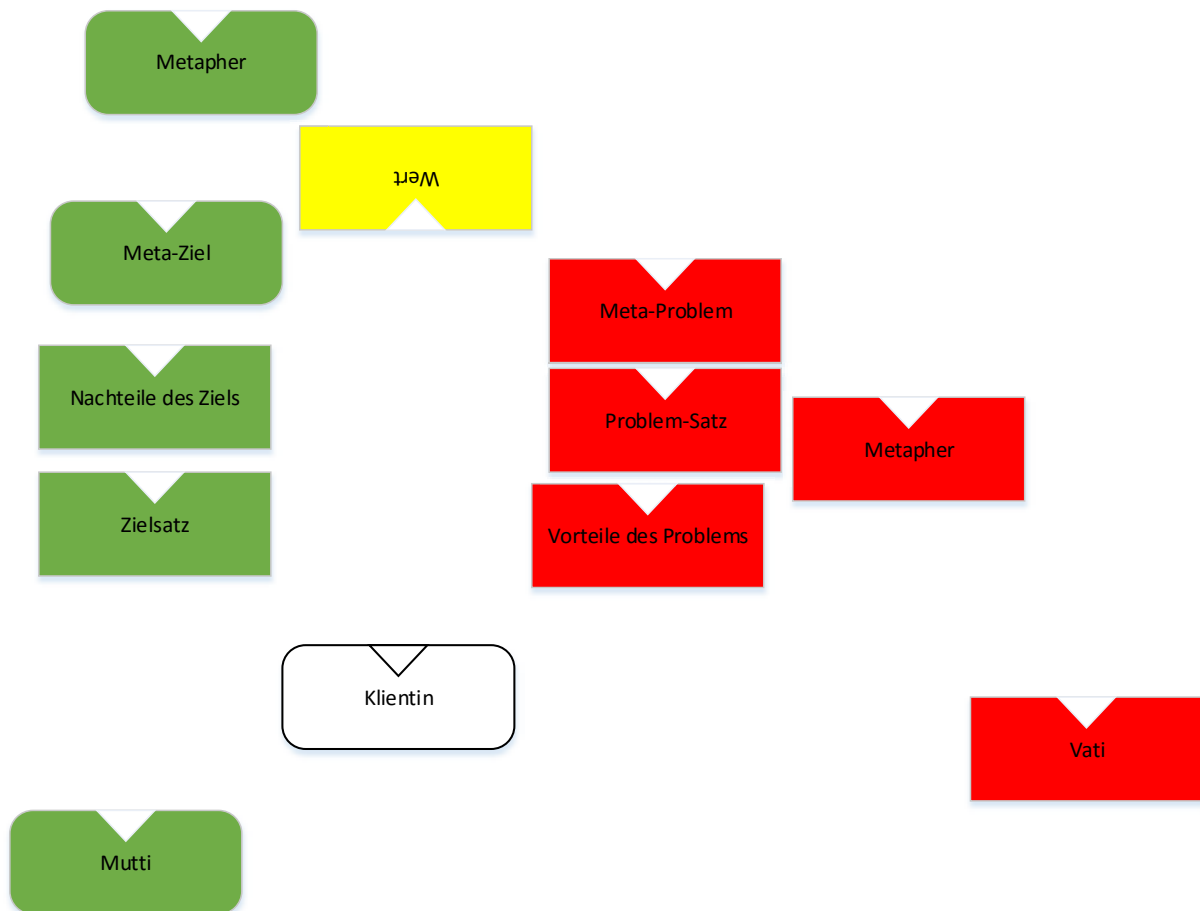 Metapher
Wert
Meta-Ziel
Meta-Problem
Nachteile des Ziels
Problem-Satz
Metapher
Zielsatz
Vorteile des Problems
Klientin
Vati
Mutti